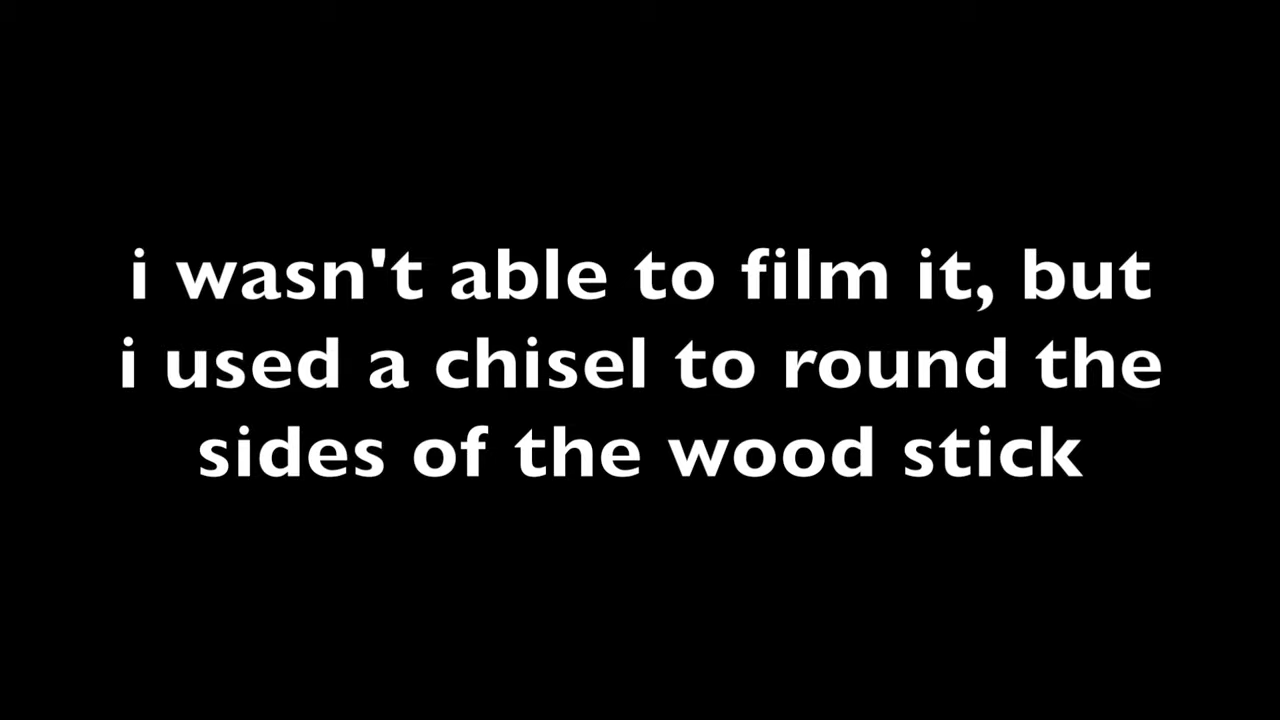 i wasn't able to film it, but
i used a chisel to round the
sides of the wood stick